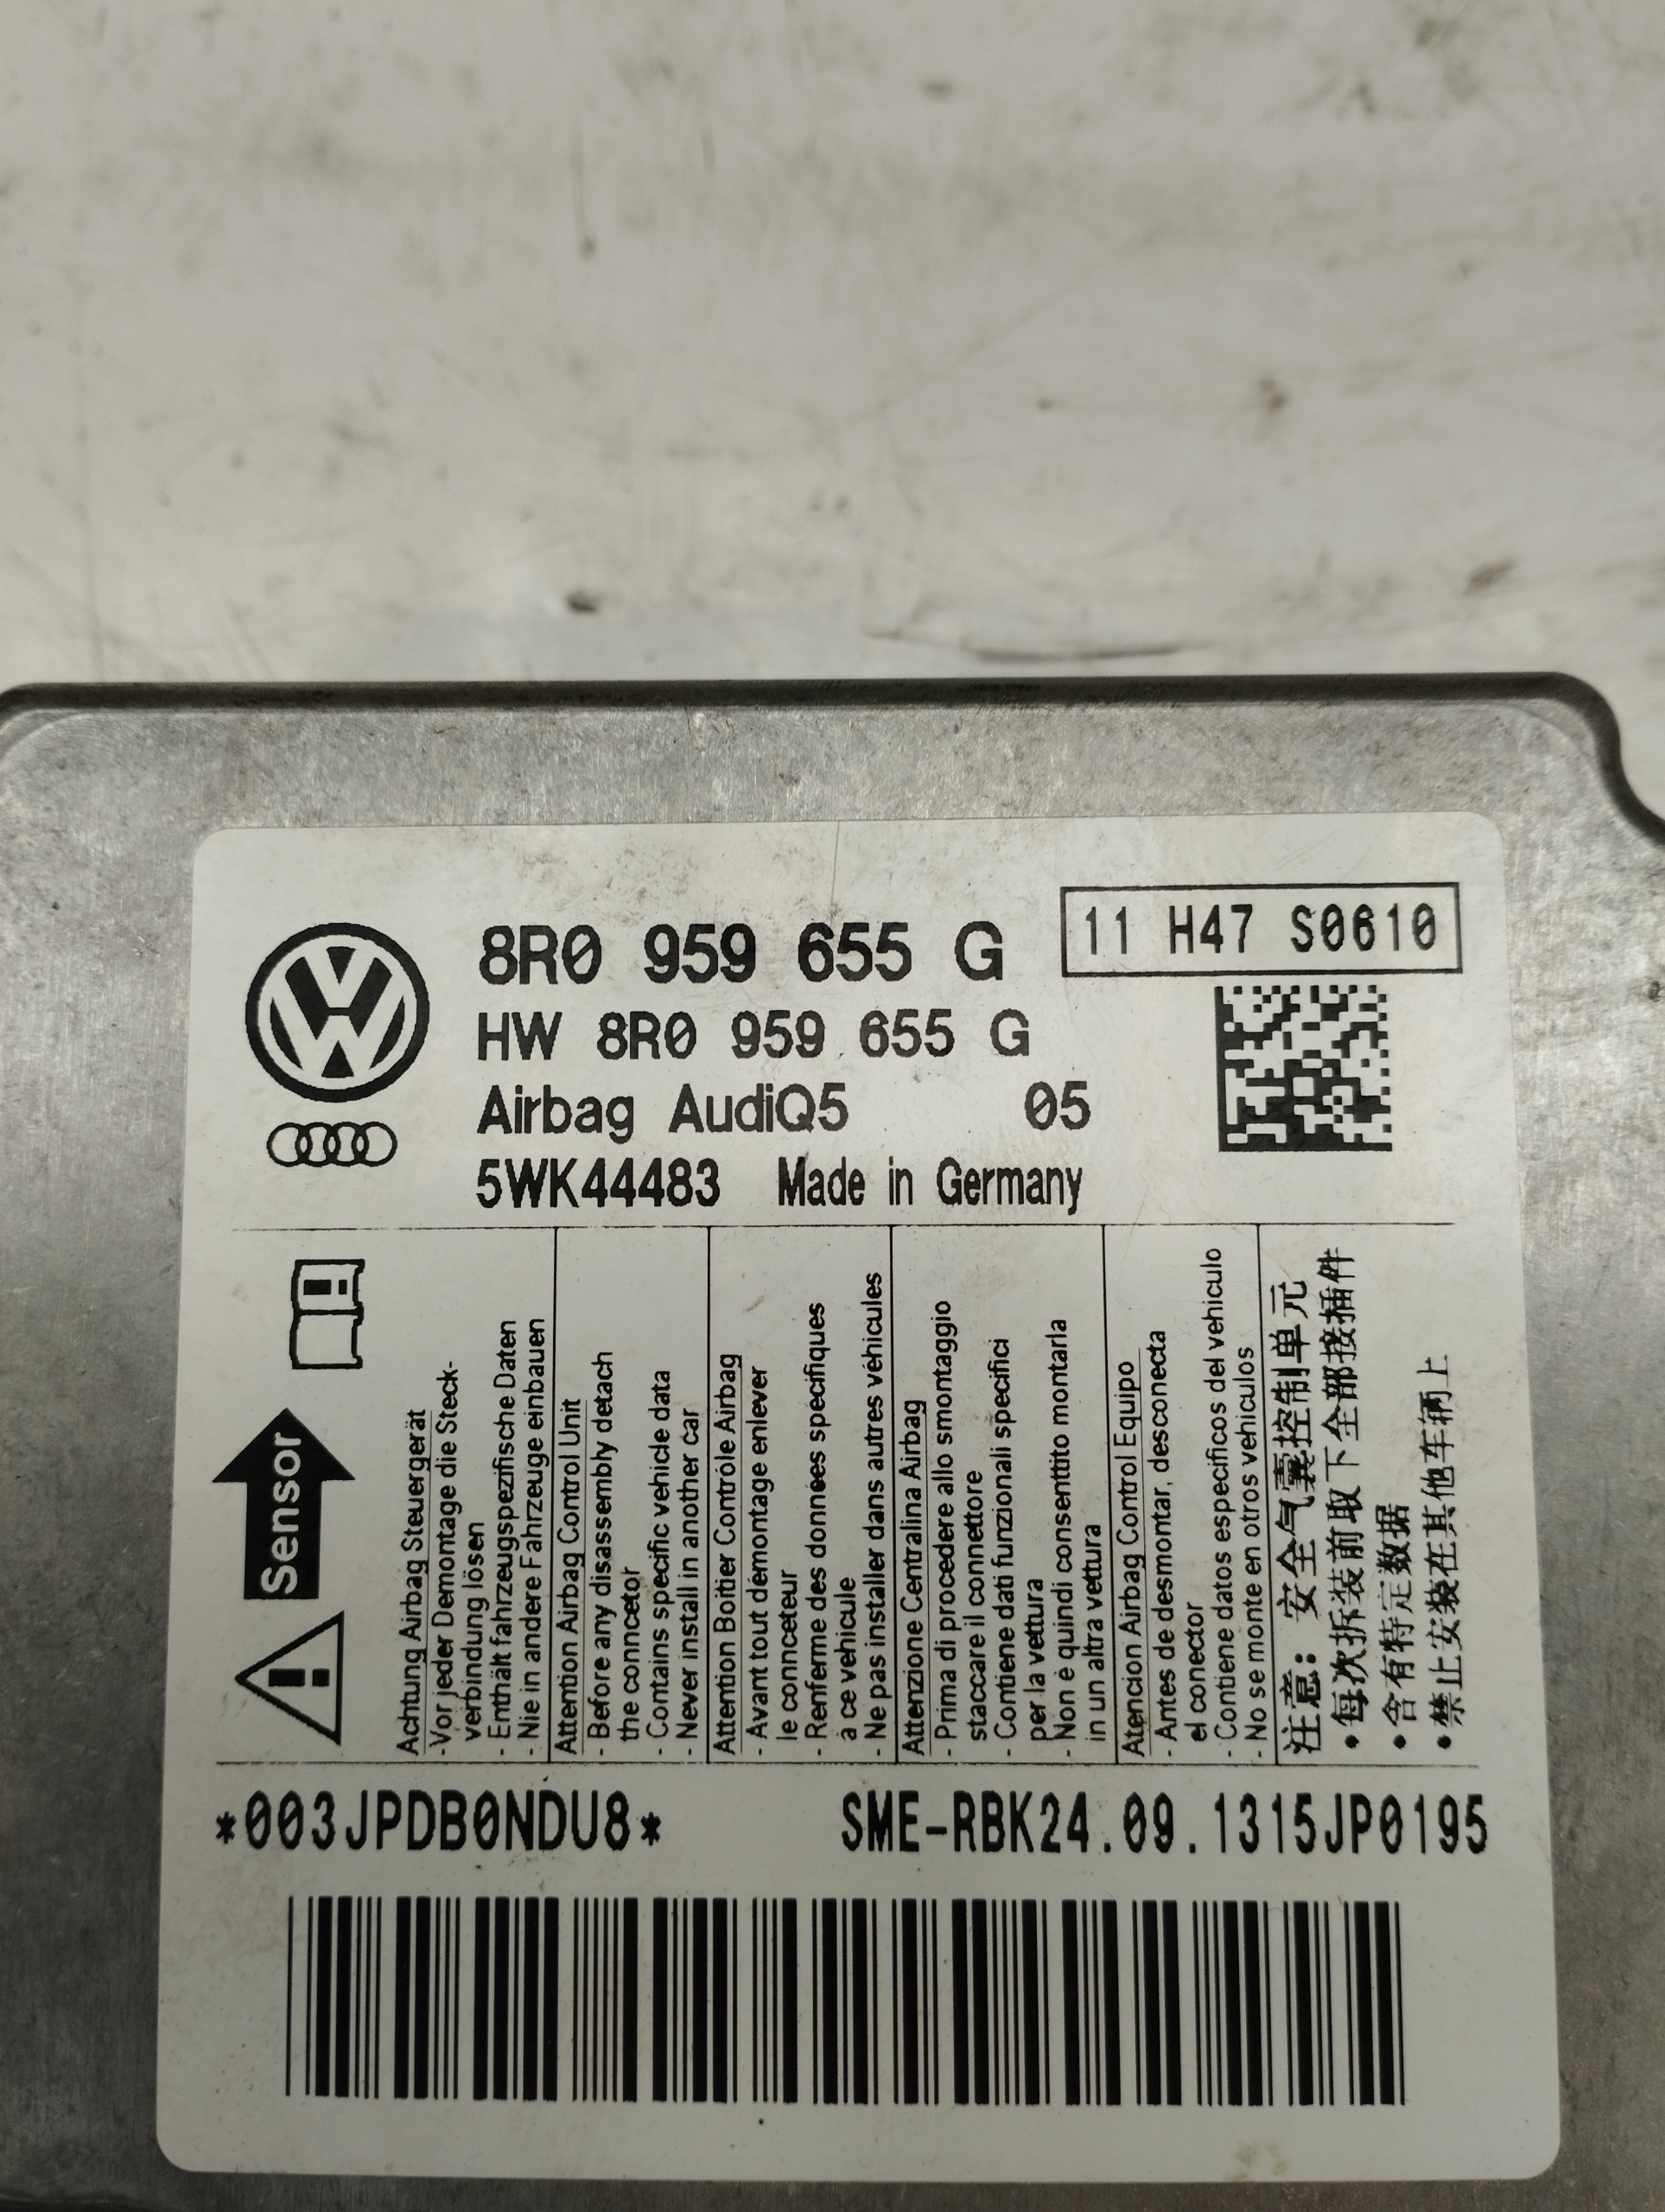 8R0 959 655 G
11 H47 S0610
HW 8R0 959 655 G
Airbag AudiQ5 05
5WK44483 Made in Germany
Sensor
Achtung Airbag Steuergerät
-Vor jeder Demontage die Steck-
verbindung lösen
- Enthält fahrzeugspezifische Daten
- Nie in andere Fahrzeuge einbauen
Attention Airbag Control Unit
- Before any disassembly detach
the conncetor
- Contains specific vehicle data
- Never install in another car
Attention Boitier Contrôle Airbag
- Avant tout démontage enlever
le connceteur
- Renferme des données spécifiques
à ce véhicule
- Ne pas installer dans autres véhicules
Attenzione Centralina Airbag
- Prima di procedere allo smontaggio
staccare il connettore
- Contiene dati funzionali specifici
per la vettura
- Non è quindi consentito montarla
in un altra vettura
Atencion Airbag Control Equipo
- Antes de desmontar, desconecta
el conector
- Contiene datos especificos del vehiculo
- No se monte en otros vehiculos
注意：安全气囊控制单元
• 每次拆装前取下全部接插件
• 含有特定数据
• 禁止安装在其他车辆上
*003JPDB0NDU8*
SME-RBK24.09.1315JP0195